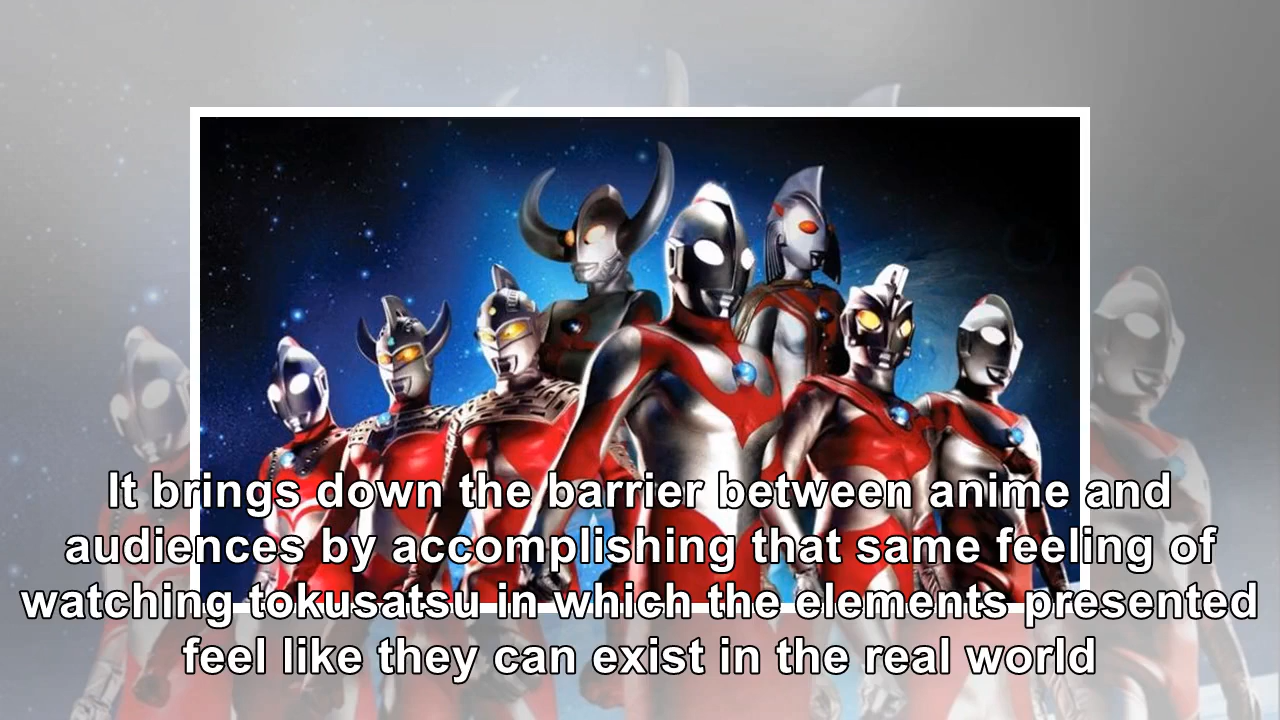 It brings down the barrier between anime and
audiences by accomplishing that same feeling of
watching tokusatsu in which the elements presented
feel like they can exist in the real world